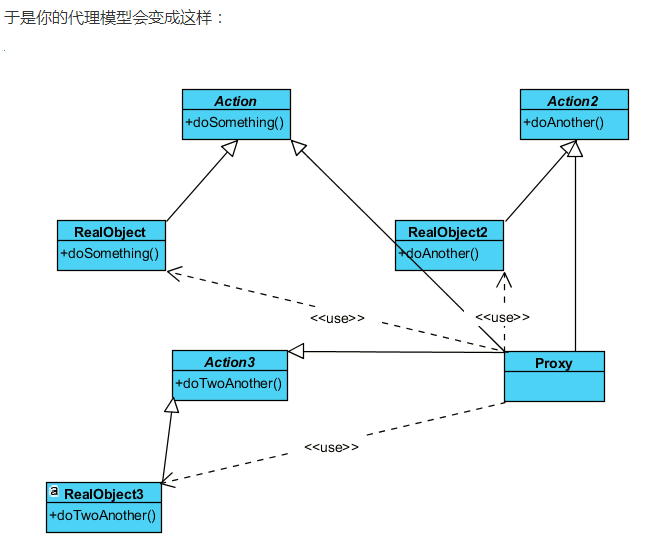 于是你的代理模型会变成这样：
Action
+doSomething()
Action2
+doAnother()
RealObject
+doSomething()
RealObject2
+doAnother()
<<use>>
<<use>>
Action3
+doTwoAnother()
Proxy
<<use>>
a RealObject3
+doTwoAnother()